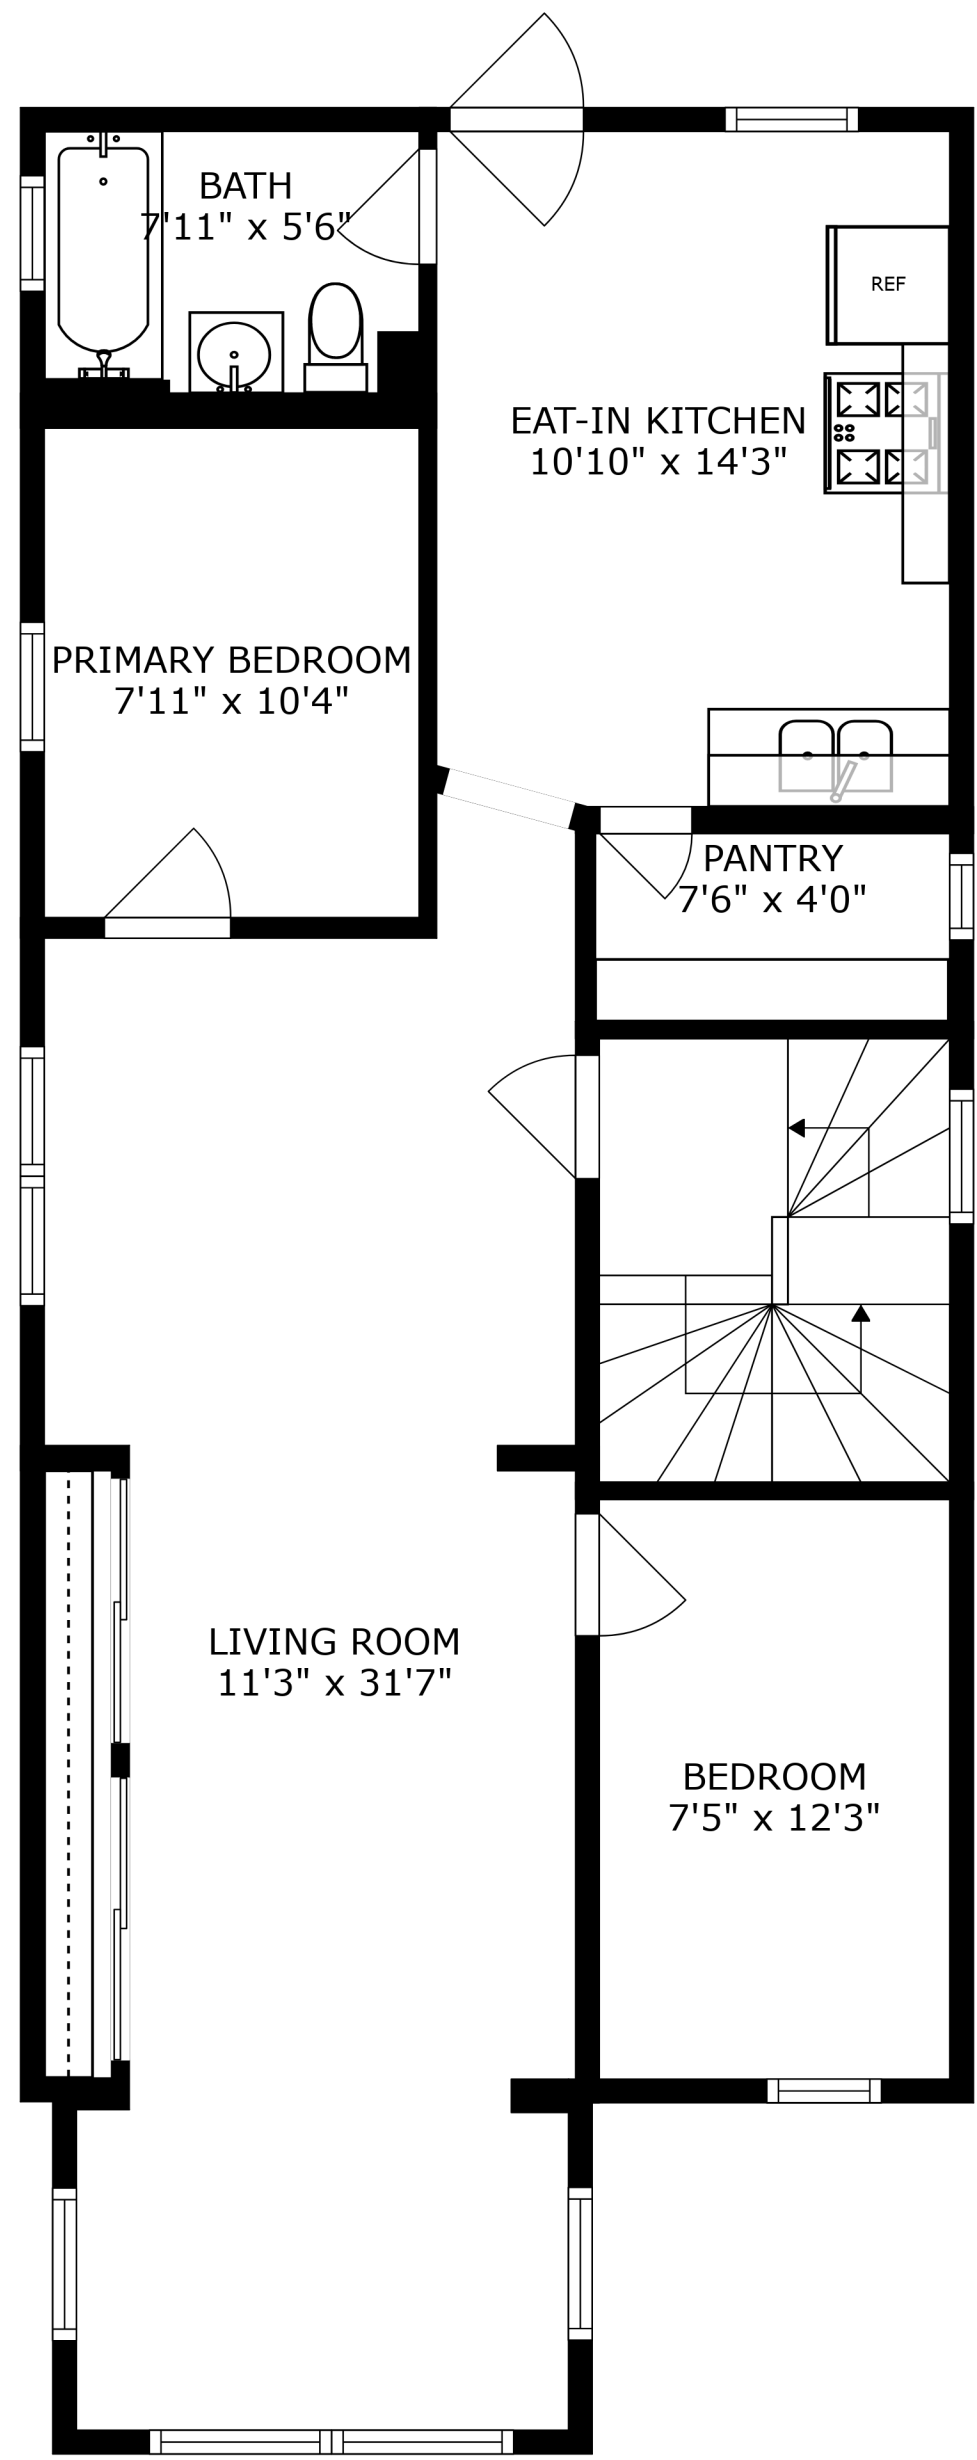 BATH
7'11" x 5'6"
REF
EAT-IN KITCHEN
10'10" x 14'3"
PRIMARY BEDROOM
7'11" x 10'4"
PANTRY
7'6" x 4'0"
LIVING ROOM
11'3" x 31'7"
BEDROOM
7'5" x 12'3"